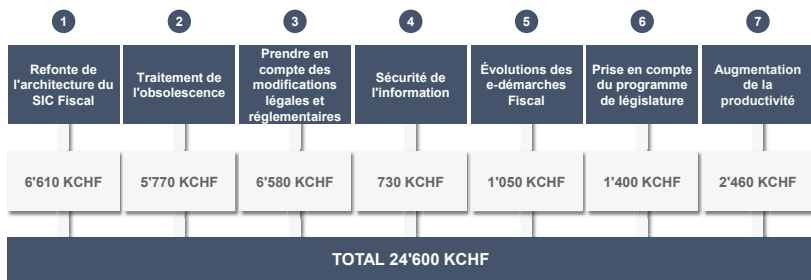 1
2
3
4
5
6
7
Refonte de
l'architecture du
SIC Fiscal
Traitement de
l'obsolescence
Prendre en
compte des
modifications
légales et
réglementaires
Sécurité de
l'information
Évolutions des
e-démarches
Fiscal
Prise en compte
du programme
de législature
Augmentation
de la
productivité
6'610 KCHF
5'770 KCHF
6'580 KCHF
730 KCHF
1'050 KCHF
1'400 KCHF
2'460 KCHF
TOTAL 24'600 KCHF